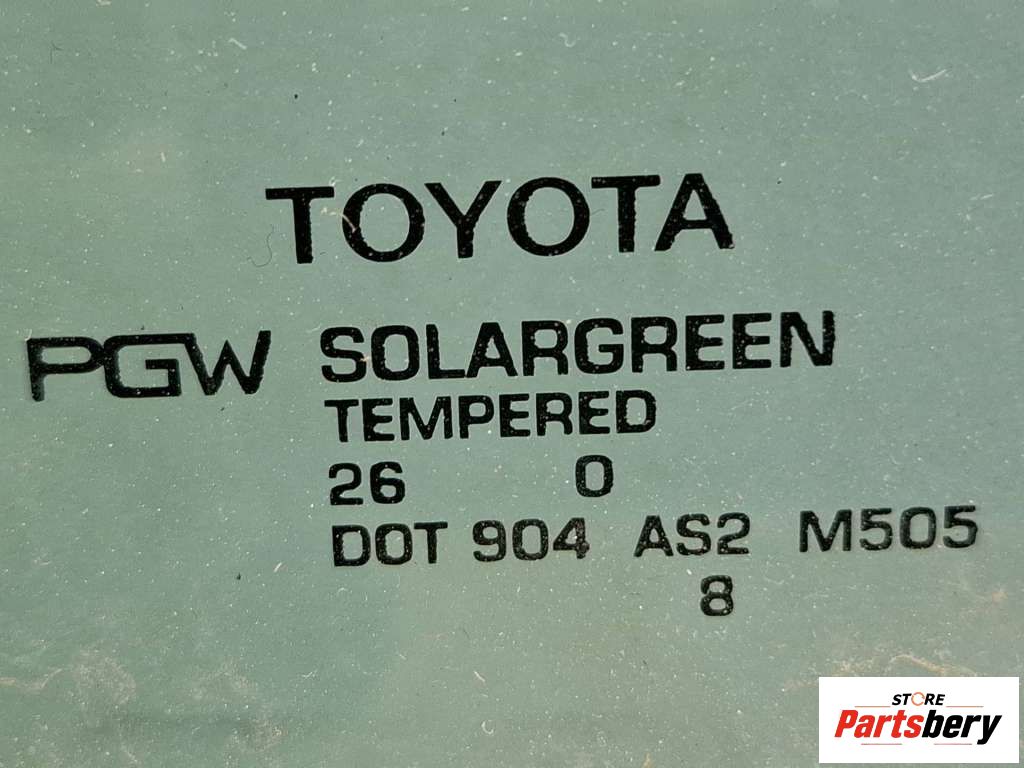 TOYOTA
PGW SOLARGREEN
TEMPERED
26 0
DOT 904 AS2 M505
8
STORE
Partsbery